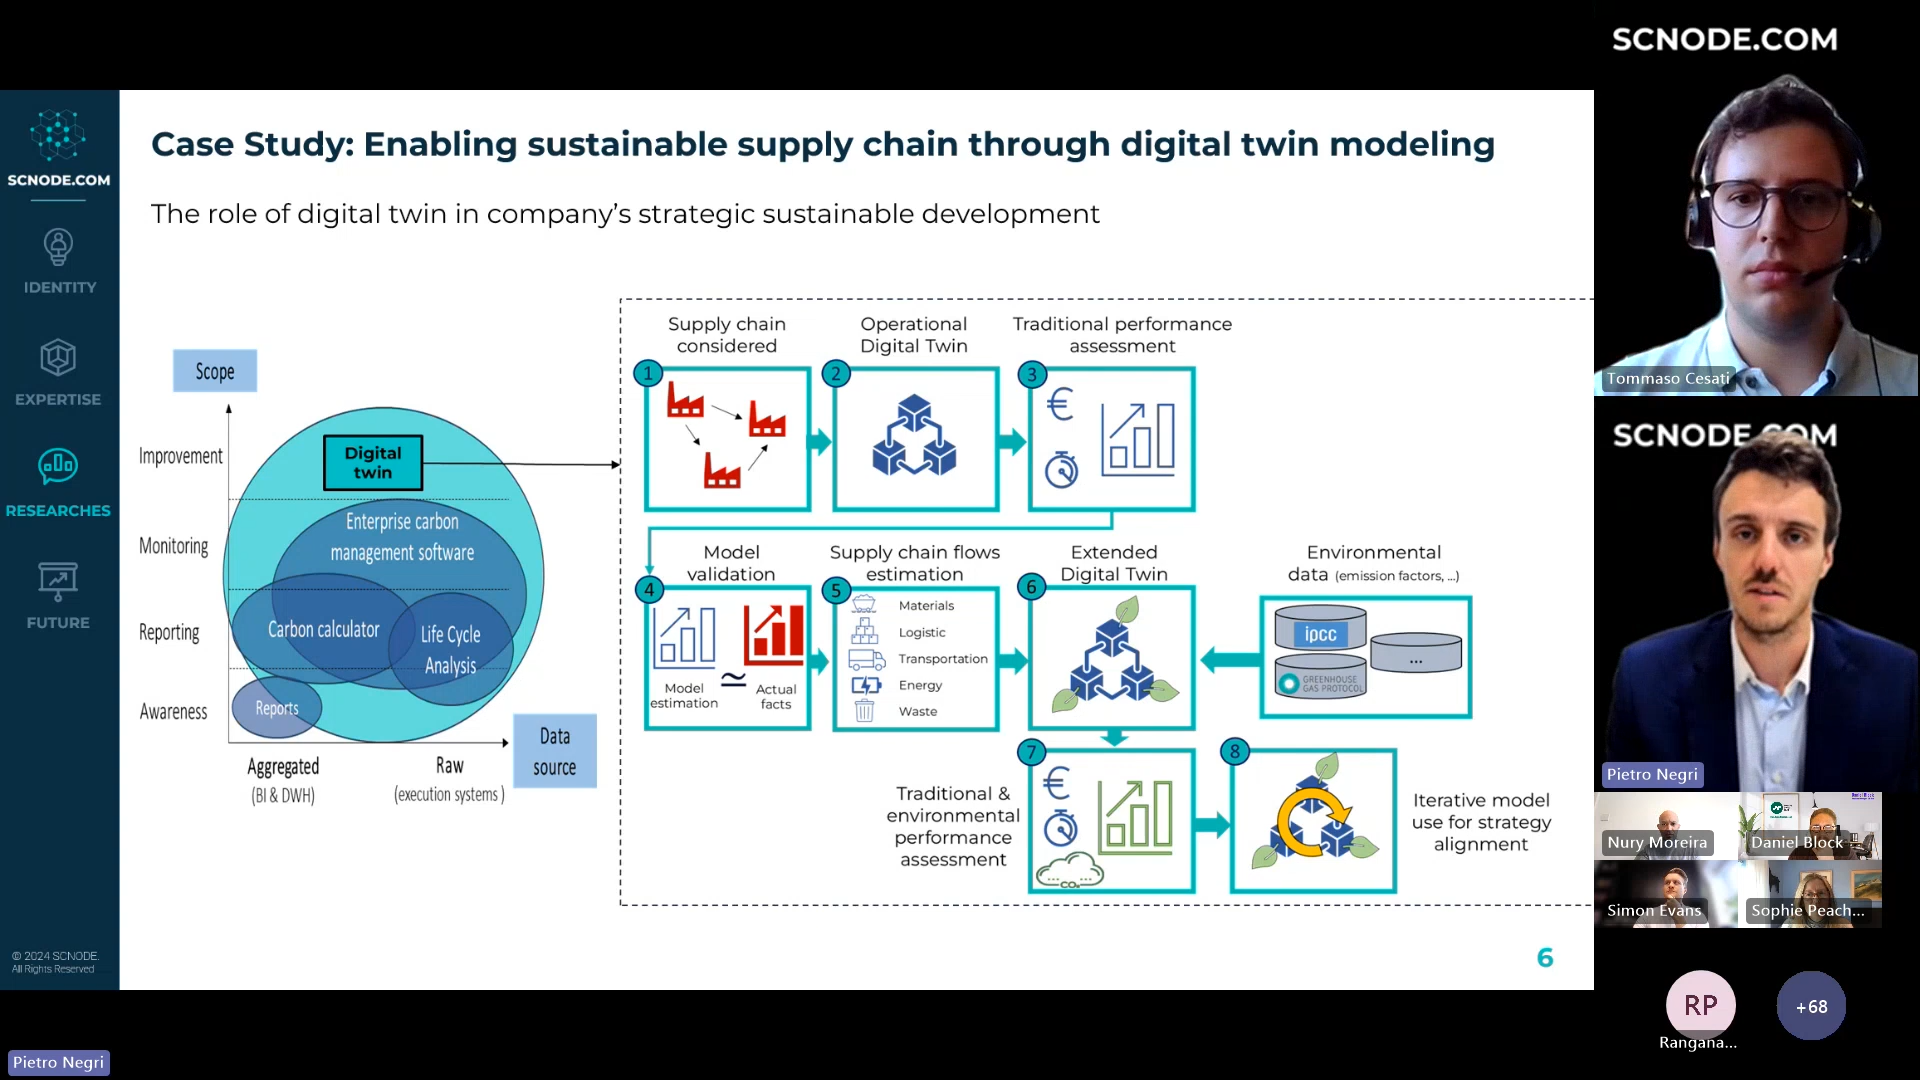 SCNODE.COM
SCNODE.COM
IDENTITY
EXPERTISE
RESEARCHES
FUTURE
© 2024 SCNODE.
All Rights Reserved
Case Study: Enabling sustainable supply chain through digital twin modeling
The role of digital twin in company's strategic sustainable development
Scope
Improvement
Monitoring
Reporting
Awareness
Digital
twin
Enterprise carbon
management software
Carbon calculator
Life Cycle
Analysis
Reports
Aggregated
(BI & DWH)
Raw
(execution systems )
Data
source
Supply chain
considered
1
Operational
Digital Twin
2
Traditional performance
assessment
3
€
Model
validation
4
Model
estimation
≃
Actual
facts
Supply chain flows
estimation
5
Materials
Logistic
Transportation
Energy
Waste
Extended
Digital Twin
6
Environmental
data (emission factors, ...)
ipcc
GREENHOUSE
GAS PROTOCOL
...
Traditional &
environmental
performance
assessment
7
€
CO₂
8
Iterative model
use for strategy
alignment
6
Tommaso Cesati
SCNODE.COM
Pietro Negri
Nury Moreira
Daniel Block
Simon Evans
Sophie Peach...
RP
Rangana...
+68
Pietro Negri